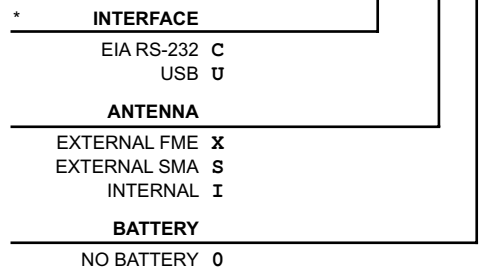 * INTERFACE
EIA RS-232 C
USB U
ANTENNA
EXTERNAL FME X
EXTERNAL SMA S
INTERNAL I
BATTERY
NO BATTERY 0